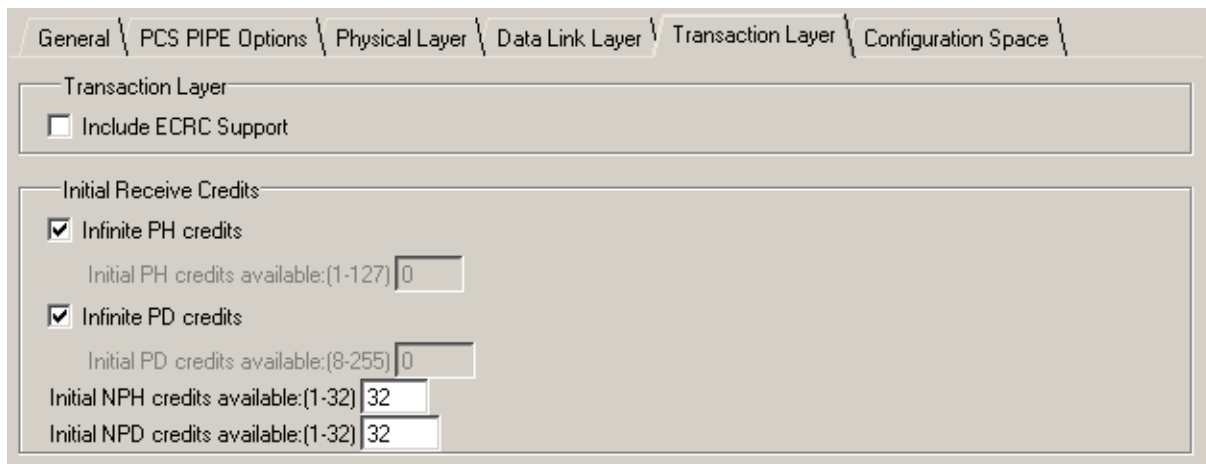 General PCS PIPE Options Physical Layer Data Link Layer Transaction Layer Configuration Space
Transaction Layer
Include ECRC Support
Initial Receive Credits
Infinite PH credits
Initial PH credits available:(1-127) 0
Infinite PD credits
Initial PD credits available:(8-255) 0
Initial NPH credits available:(1-32) 32
Initial NPD credits available:(1-32) 32